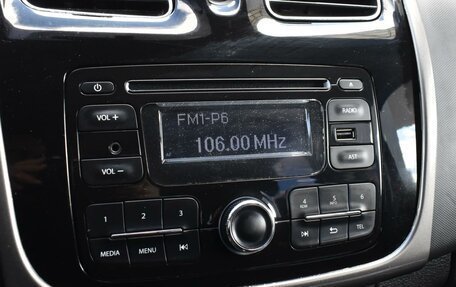 FM1-P6
106.00 MHz
VOL +
VOL –
RADIO
AST
1
2
3
4
5
6
MEDIA
MENU
TEL